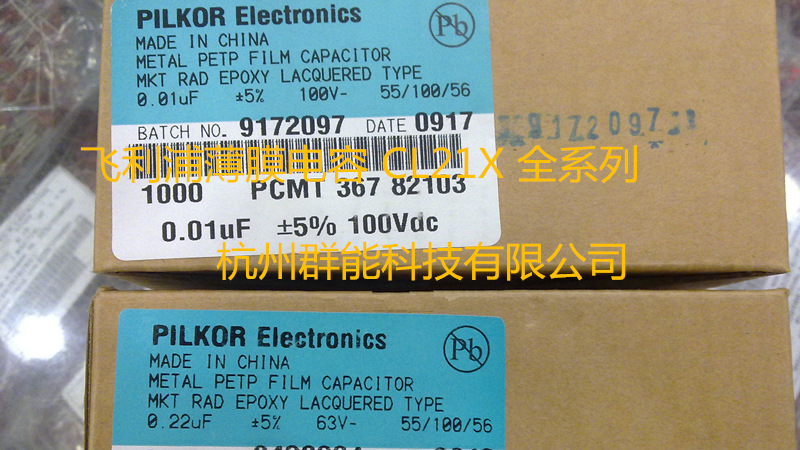 PILKOR Electronics
Pb
MADE IN CHINA
METAL PETP FILM CAPACITOR
MKT RAD EPOXY LACQUERED TYPE
0.01uF ±5% 100V- 55/100/56
BATCH NO. 9172097 DATE 0917
9172097
飞利浦薄膜电容 CL21X 全系列
1000 PCMT 367 82103
0.01uF ±5% 100Vdc
杭州群能科技有限公司
PILKOR Electronics
Pb
MADE IN CHINA
METAL PETP FILM CAPACITOR
MKT RAD EPOXY LACQUERED TYPE
0.22uF ±5% 63V- 55/100/56